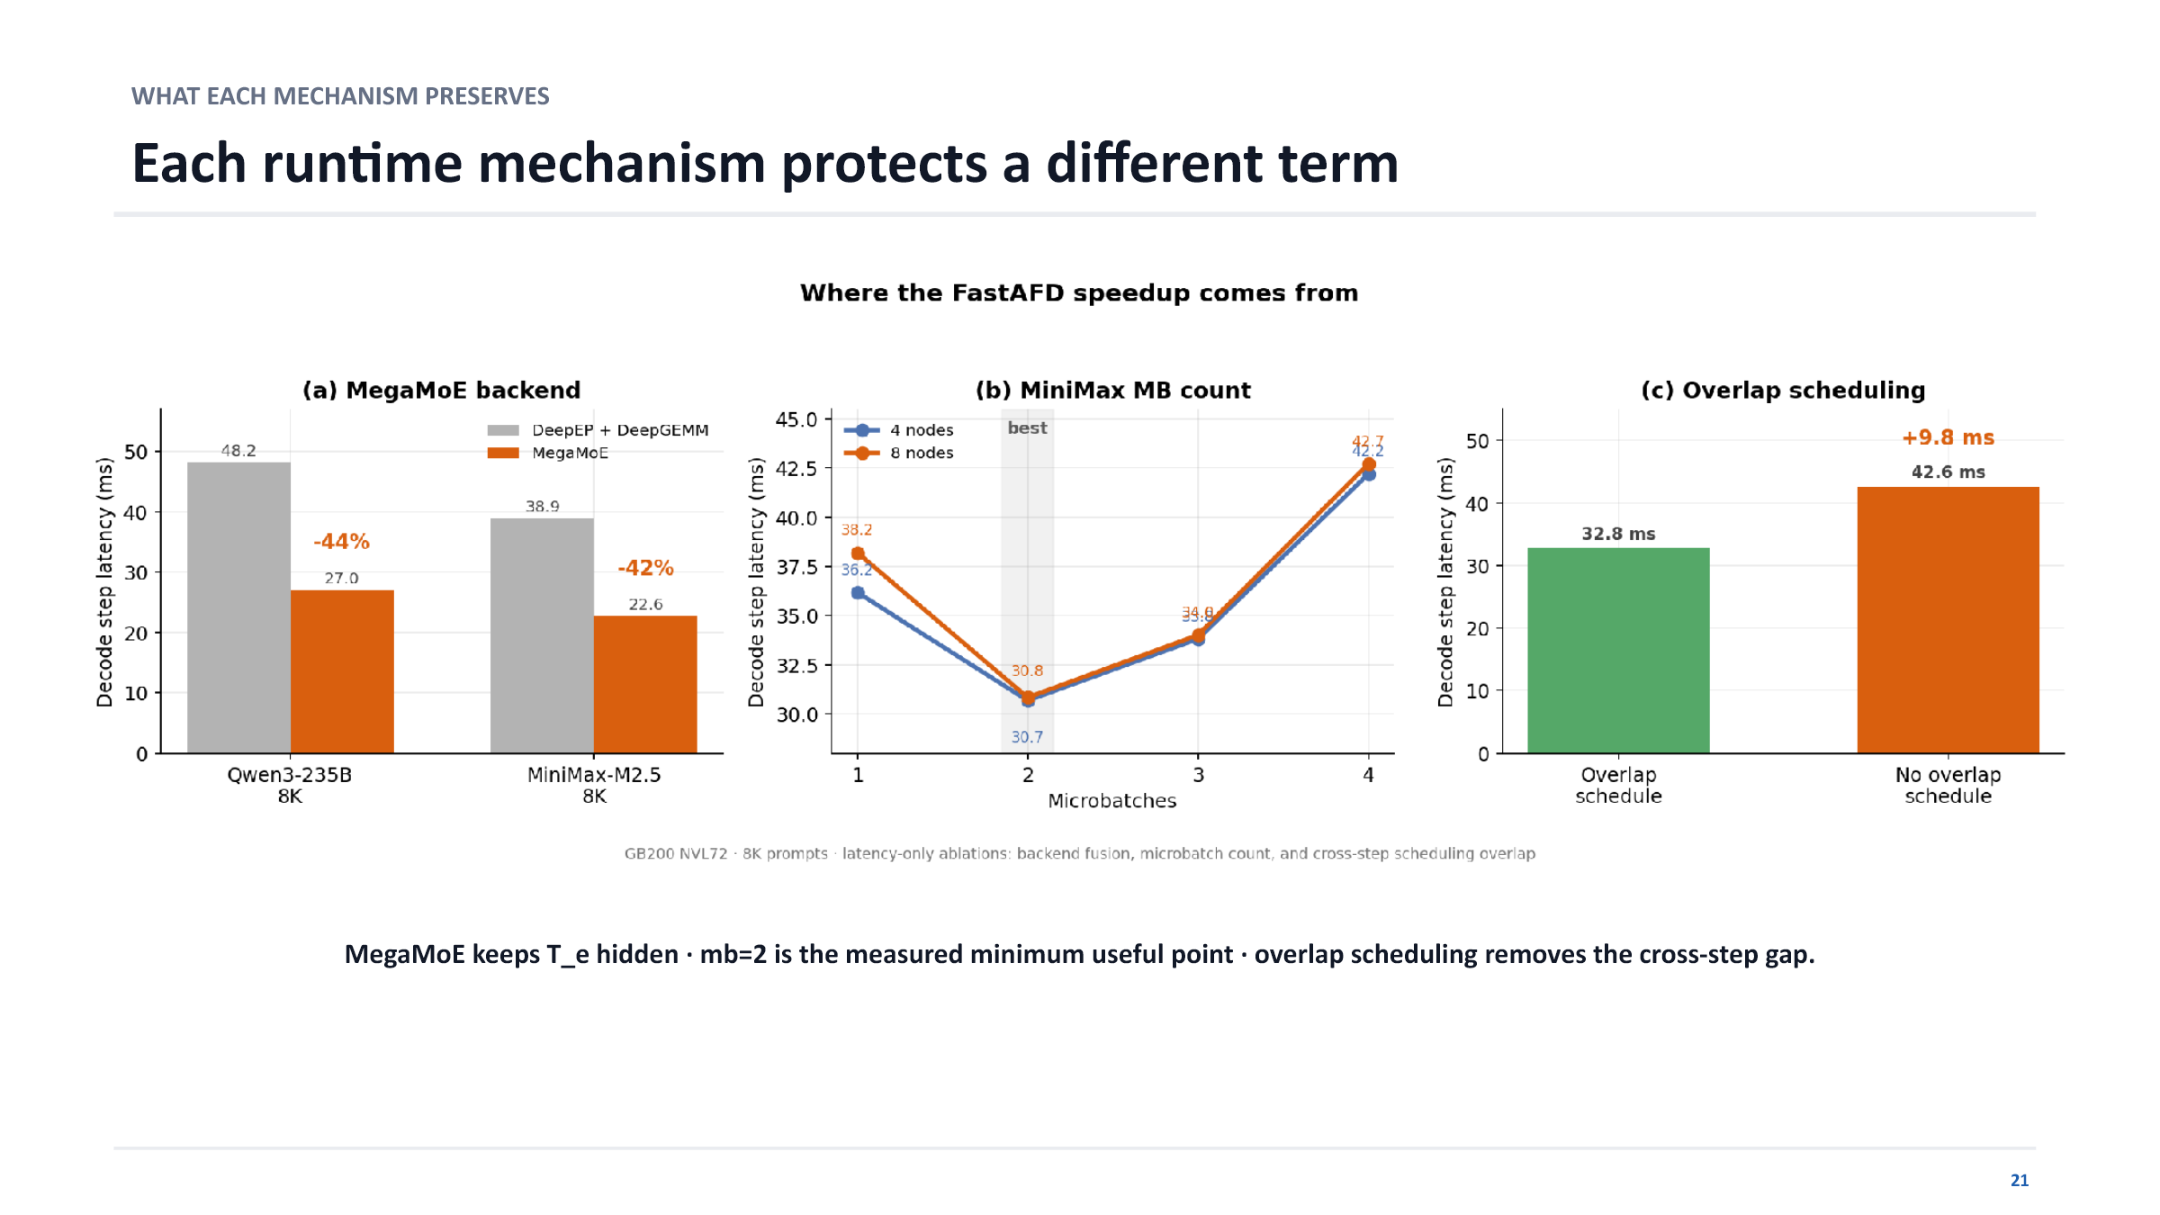 WHAT EACH MECHANISM PRESERVES
Each runtime mechanism protects a different term
Where the FastAFD speedup comes from
(a) MegaMoE backend
Decode step latency (ms)
50
40
30
20
10
0
DeepEP + DeepGEMM
MegaMoE
48.2
-44%
27.0
38.9
-42%
22.6
Qwen3-235B
8K
MiniMax-M2.5
8K
(b) MiniMax MB count
Decode step latency (ms)
45.0
42.5
40.0
37.5
35.0
32.5
30.0
4 nodes
8 nodes
best
38.2
36.2
30.8
30.7
42.7
42.2
1
2
3
4
Microbatches
(c) Overlap scheduling
Decode step latency (ms)
50
40
30
20
10
0
32.8 ms
+9.8 ms
42.6 ms
Overlap
schedule
No overlap
schedule
GB200 NVL72 · 8K prompts · latency-only ablations: backend fusion, microbatch count, and cross-step scheduling overlap
MegaMoE keeps T_e hidden · mb=2 is the measured minimum useful point · overlap scheduling removes the cross-step gap.
21